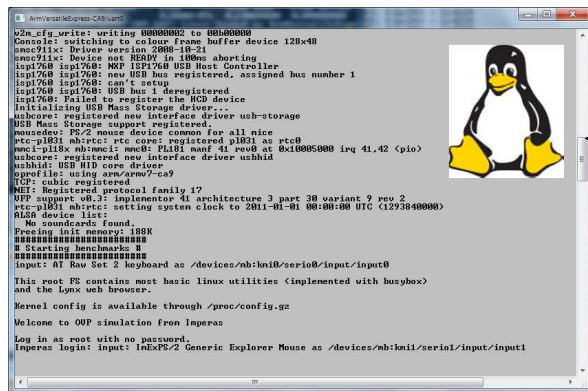 ArmVersatileExpress-CA9/uart0
v2m_cfg_write: writing 00000002 to 00b00000
Console: switching to colour frame buffer device 128x48
smsc911x: Driver version 2008-10-21
smsc911x: Device not READY in 100ms aborting
isp1760 isp1760: NXP ISP1760 USB Host Controller
isp1760 isp1760: new USB bus registered, assigned bus number 1
isp1760 isp1760: can't setup
isp1760 isp1760: USB bus 1 deregistered
isp1760: Failed to register the HCD device
Initializing USB Mass Storage driver...
usbcore: registered new interface driver usb-storage
USB Mass Storage support registered.
mousedev: PS/2 mouse device common for all mice
rtc-pl031 mb:rtc: rtc core: registered pl031 as rtc0
mmci-pl18x mb:mmci: mmc0: PL181 manf 41 rev0 at 0x10005000 irq 41,42 (pio)
usbcore: registered new interface driver usbhid
usbhid: USB HID core driver
oprofile: using arm/armv7-ca9
TCP: cubic registered
NET: Registered protocol family 17
VFP support v0.3: implementor 41 architecture 3 part 30 variant 9 rev 2
rtc-pl031 mb:rtc: setting system clock to 2011-01-01 00:00:00 UTC (1293840000)
ALSA device list:
No soundcards found.
Freeing init memory: 188K
########################
# Starting benchmarks #
########################
input: AT Raw Set 2 keyboard as /devices/mb:kmi0/serio0/input/input0
This root FS contains most basic linux utilities (implemented with busybox)
and the Lynx web browser.
Kernel config is available through /proc/config.gz
Welcome to OVP simulation from Imperas
Log in as root with no password.
Imperas login: input: ImExPS/2 Generic Explorer Mouse as /devices/mb:kmi1/serio1/input/input1